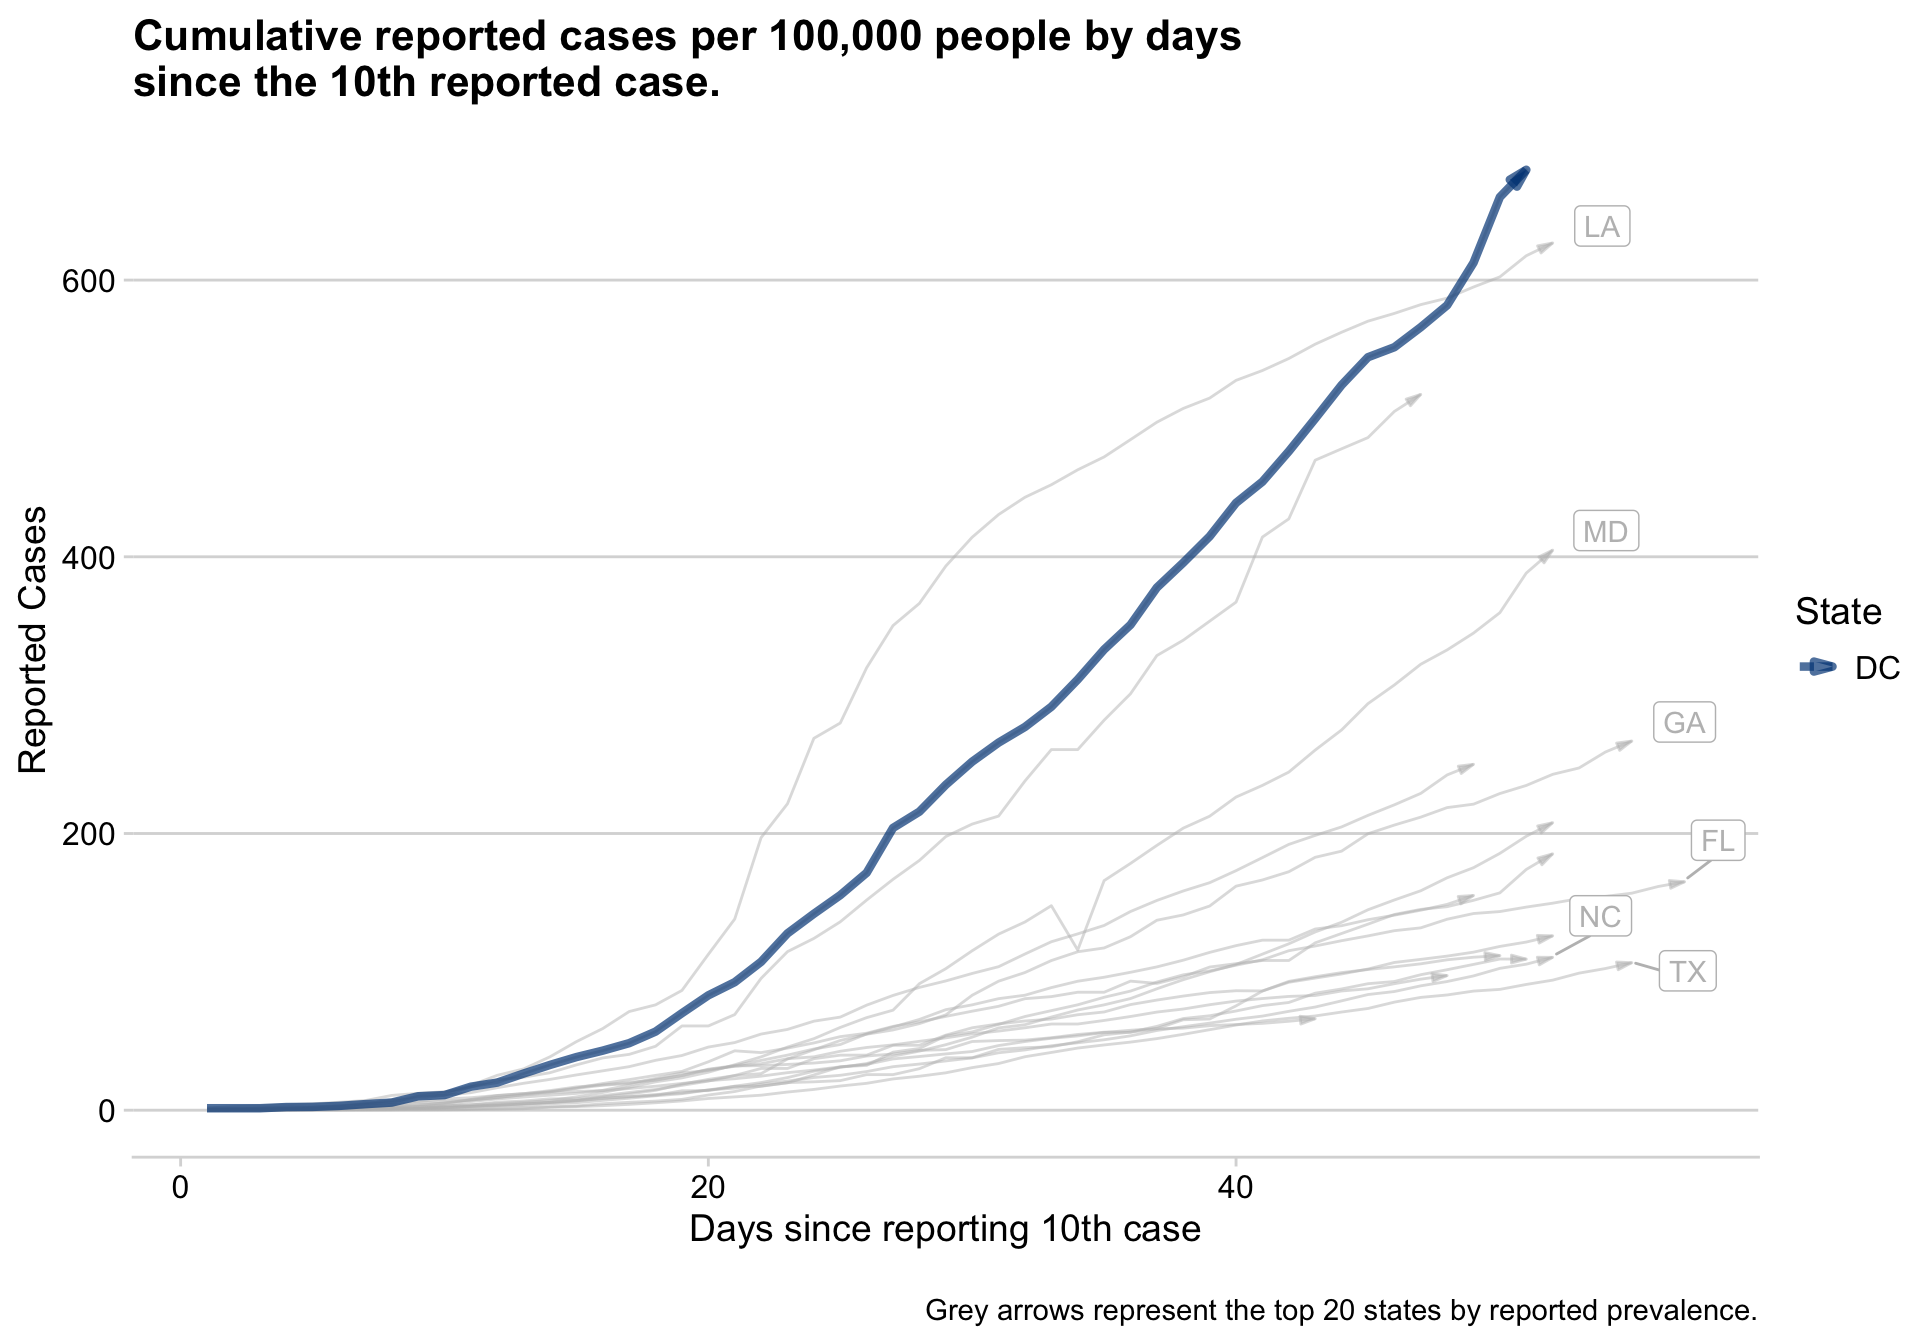 Cumulative reported cases per 100,000 people by days
since the 10th reported case.
LA
600
MD
400
Reported Cases
State
DC
GA
200
FL
NC
TX
0
0
20
40
Days since reporting 10th case
Grey arrows represent the top 20 states by reported prevalence.